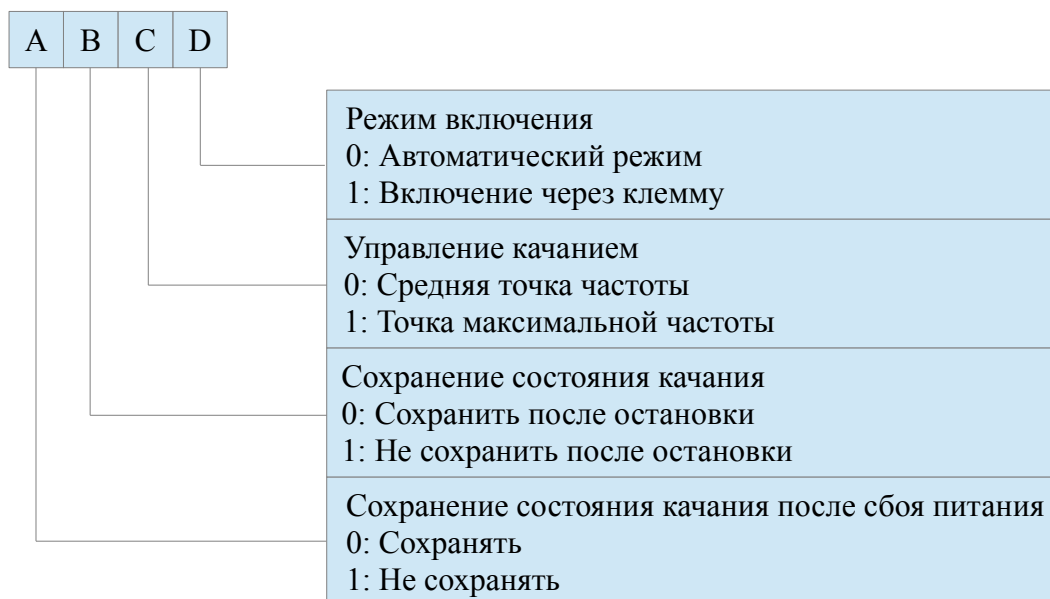 A B C D
Режим включения
0: Автоматический режим
1: Включение через клемму
Управление качанием
0: Средняя точка частоты
1: Точка максимальной частоты
Сохранение состояния качания
0: Сохранить после остановки
1: Не сохранить после остановки
Сохранение состояния качания после сбоя питания
0: Сохранять
1: Не сохранять